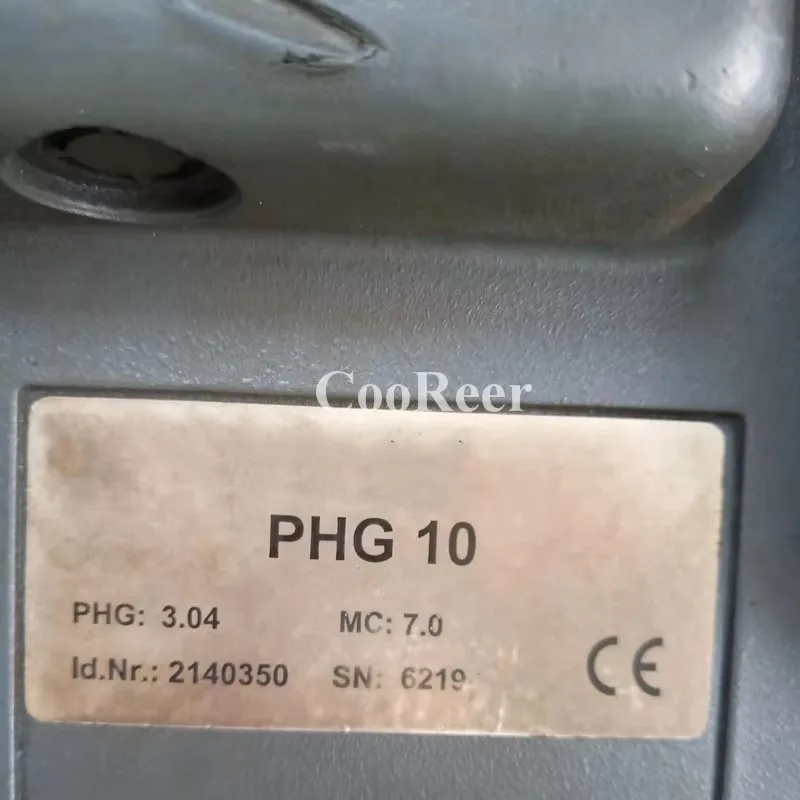 CooReer
PHG 10
PHG: 3.04 MC: 7.0
Id.Nr.: 2140350 SN: 6219
CE